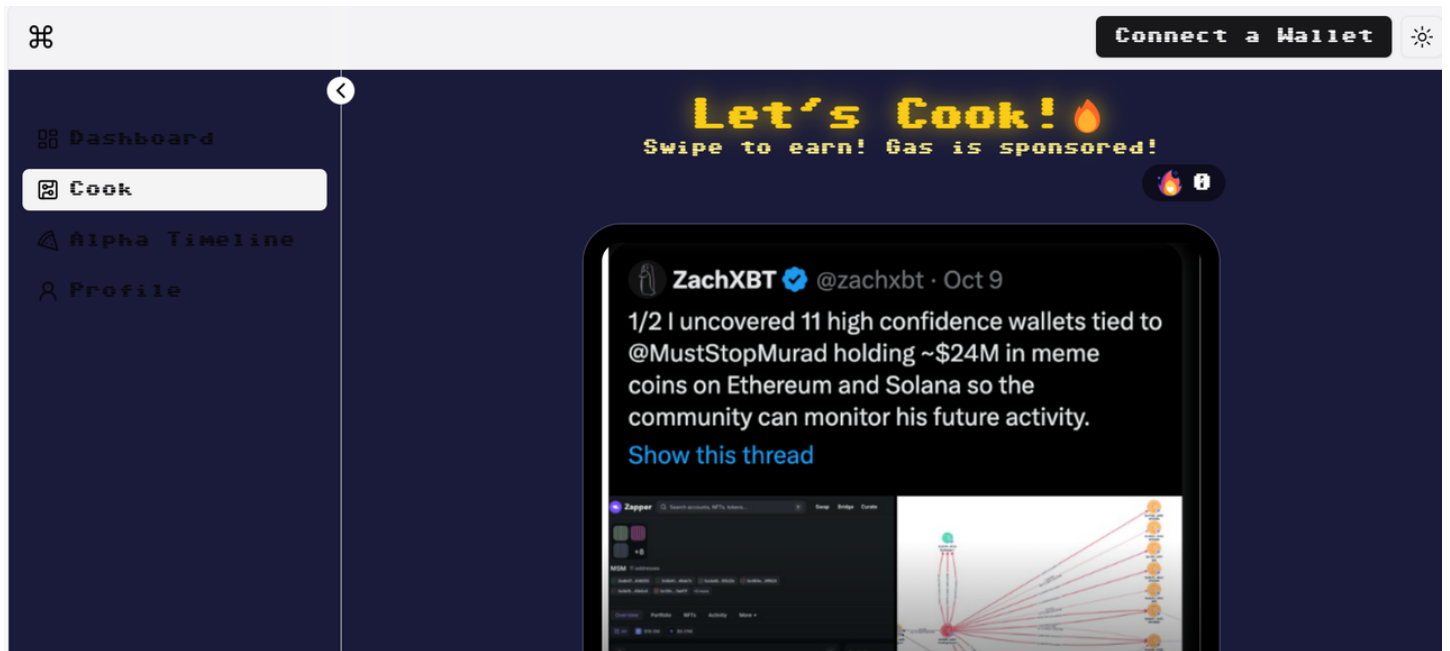 Connect a Wallet
Dashboard
Cook
Alpha Timeline
Profile
Let's Cook!
Swipe to earn! Gas is sponsored!
0
ZachXBT @zachxbt · Oct 9
1/2 I uncovered 11 high confidence wallets tied to
@MustStopMurad holding ~$24M in meme
coins on Ethereum and Solana so the
community can monitor his future activity.
Show this thread
Zapper Search accounts, NFTs, tokens... Swap Bridge Curate
+8
MSM 11 addresses
Overview Portfolio NFTs Activity More